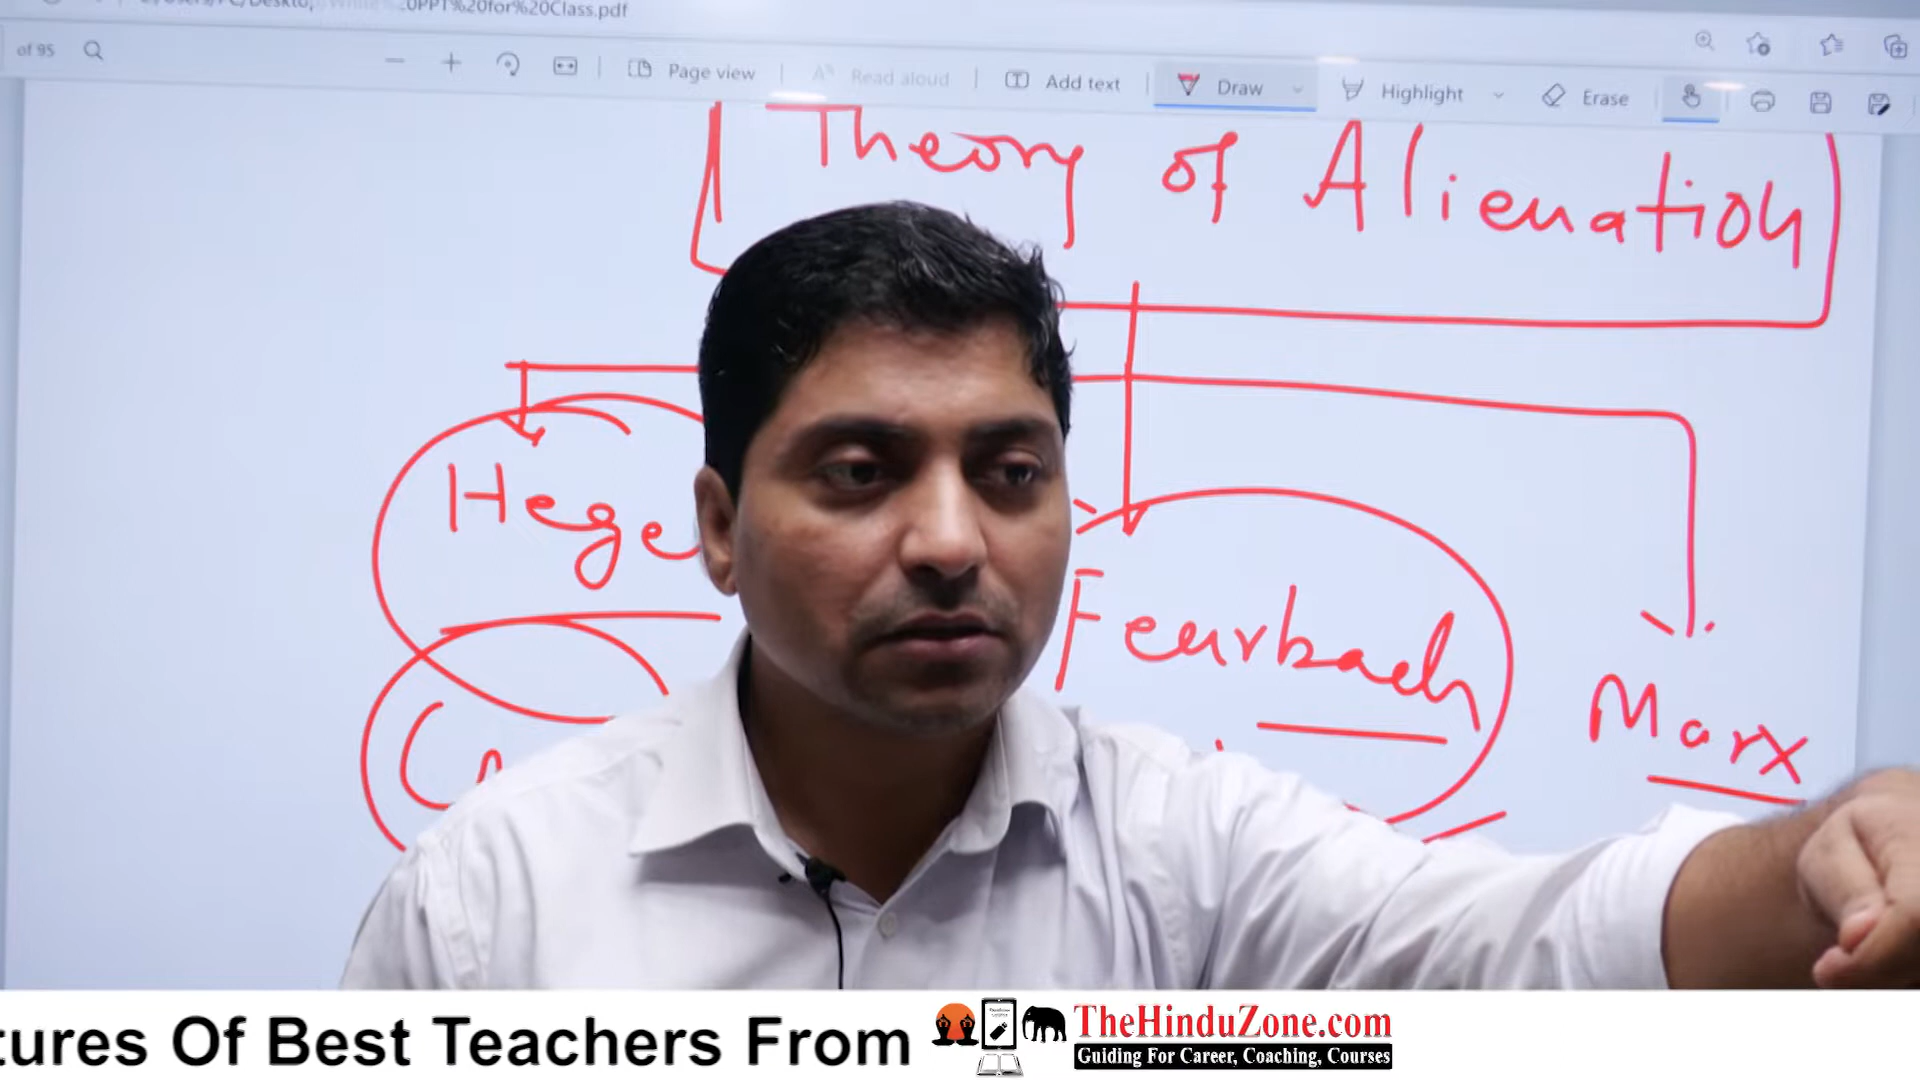 PPT%20for%20Class.pdf
of 95
Page view
Read aloud
Add text
Draw
Highlight
Erase
Theory of Alienation
Hege
Feurbach
Marx
tures Of Best Teachers From
TheHinduZone.com
Guiding For Career, Coaching, Courses